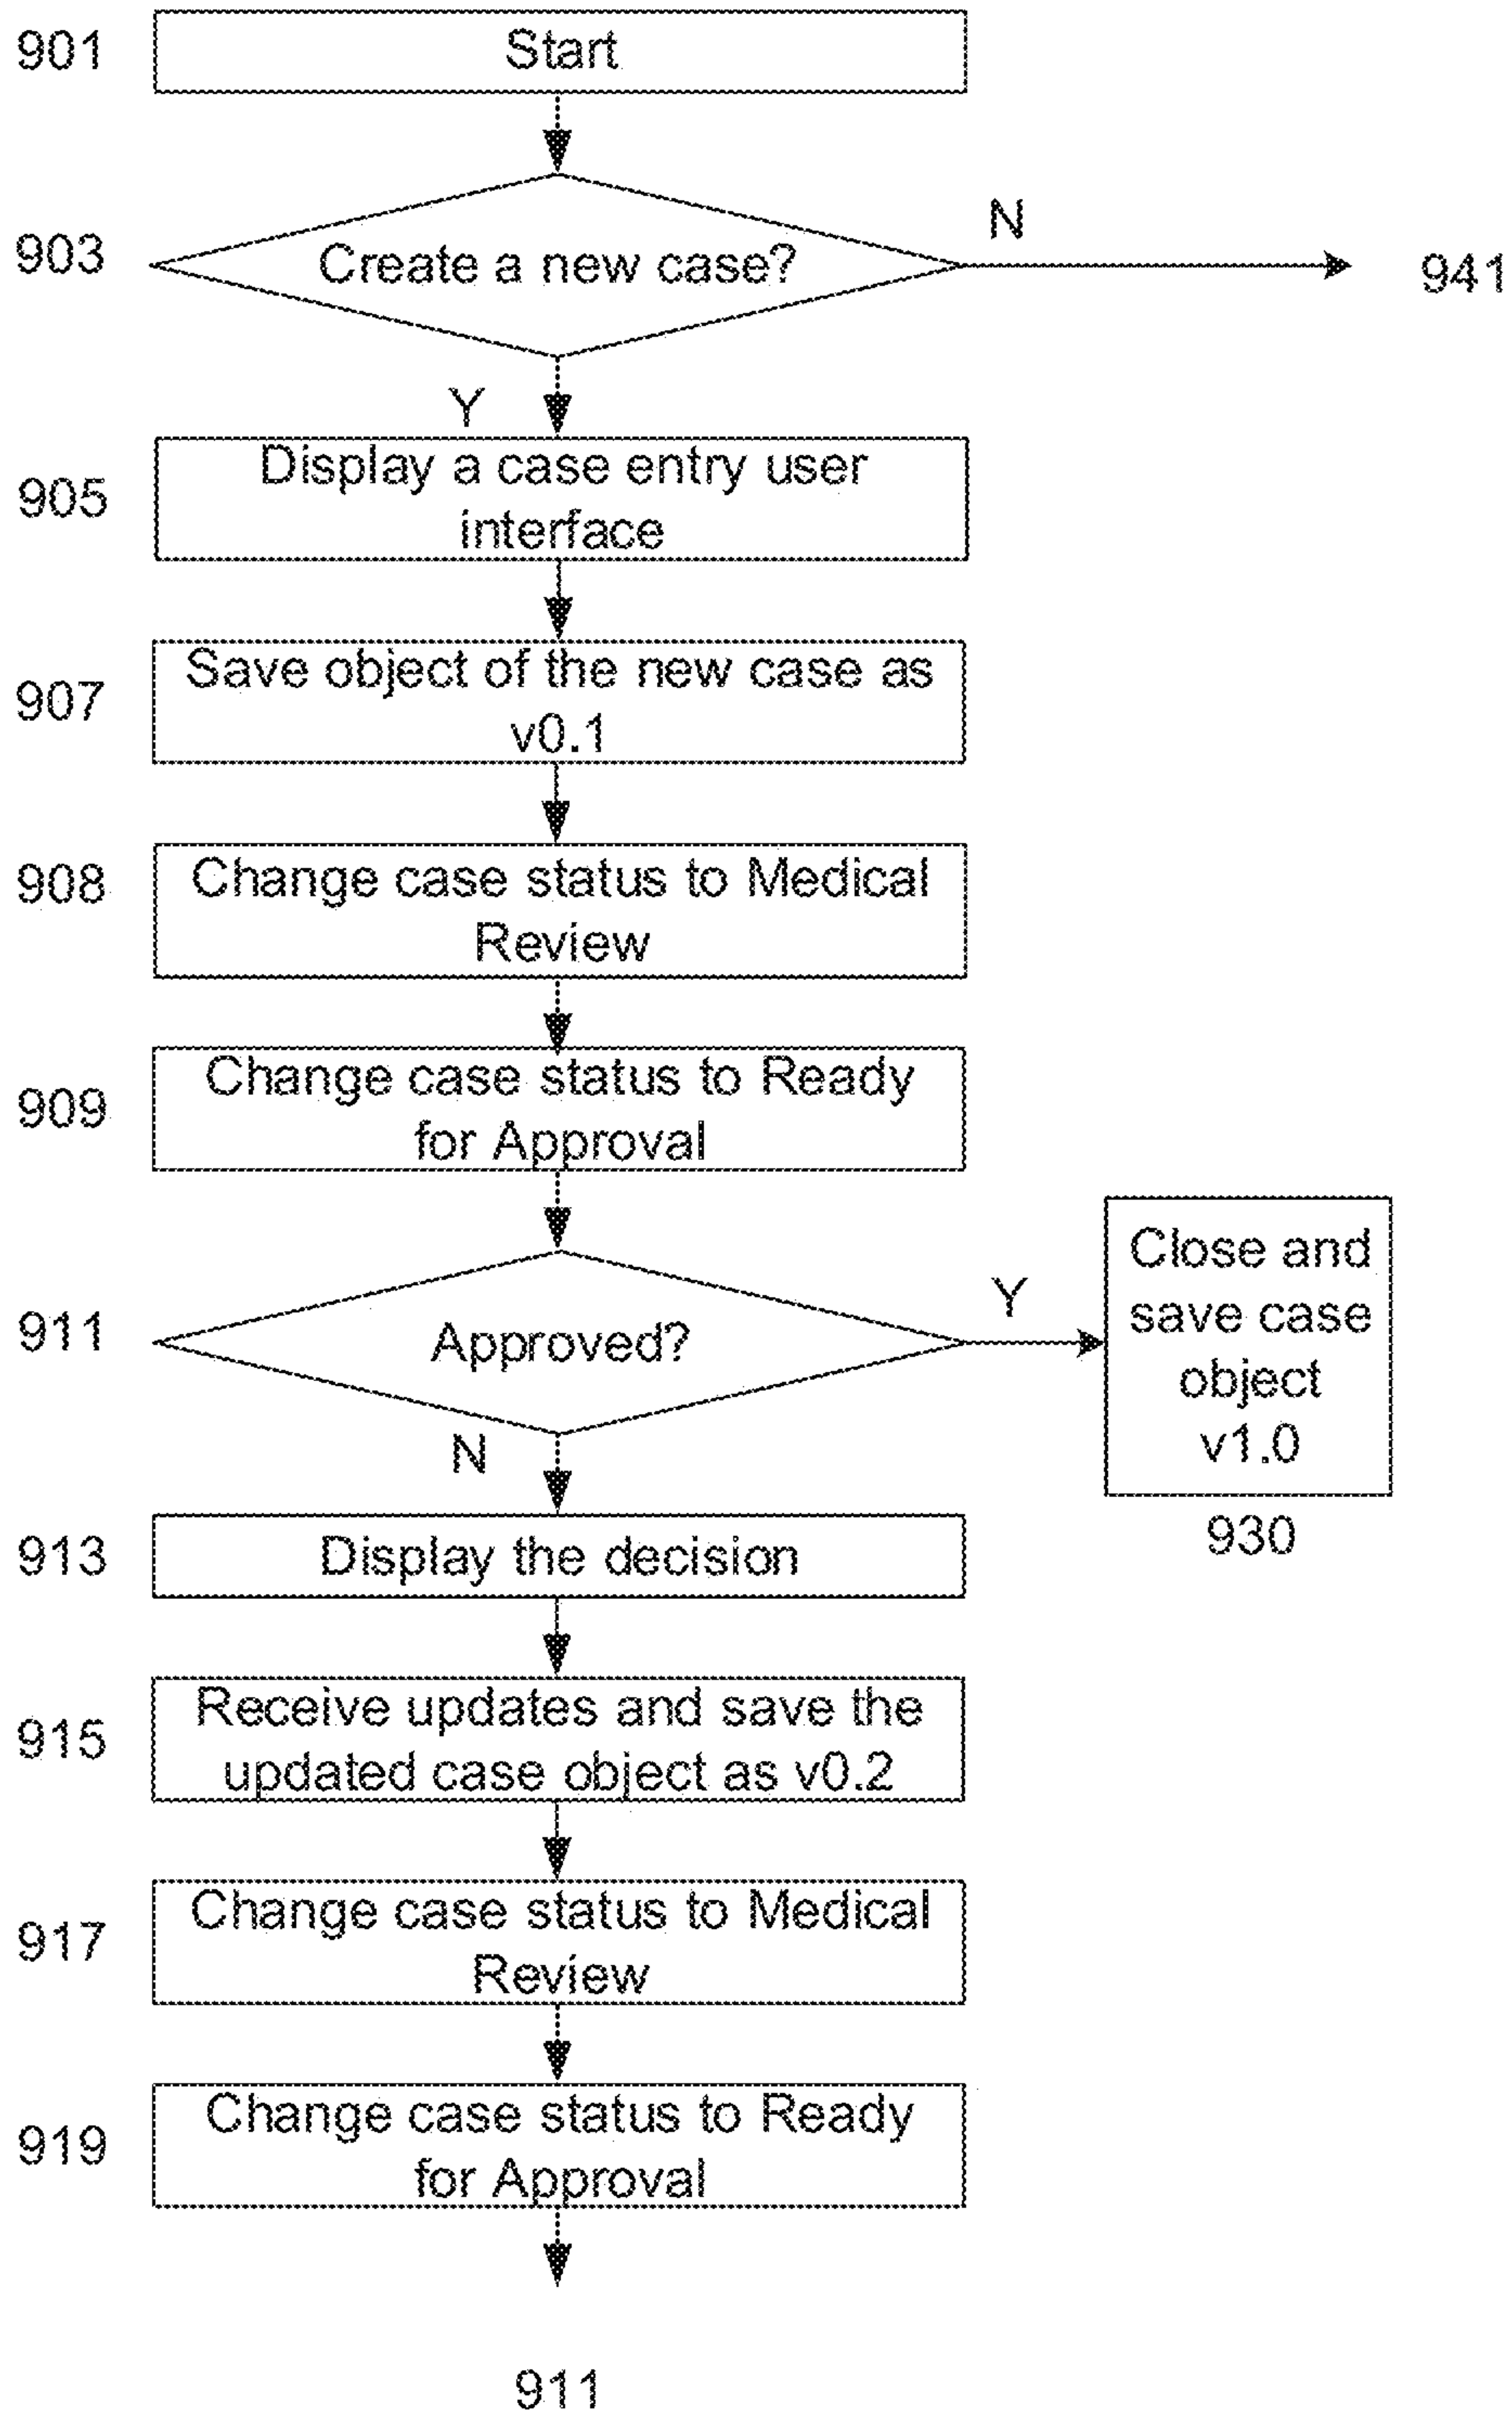 901
Start
903
Create a new case?
N
941
Y
905
Display a case entry user
interface
907
Save object of the new case as
v0.1
908
Change case status to Medical
Review
909
Change case status to Ready
for Approval
911
Approved?
Y
Close and
save case
object
v1.0
930
N
913
Display the decision
915
Receive updates and save the
updated case object as v0.2
917
Change case status to Medical
Review
919
Change case status to Ready
for Approval
911